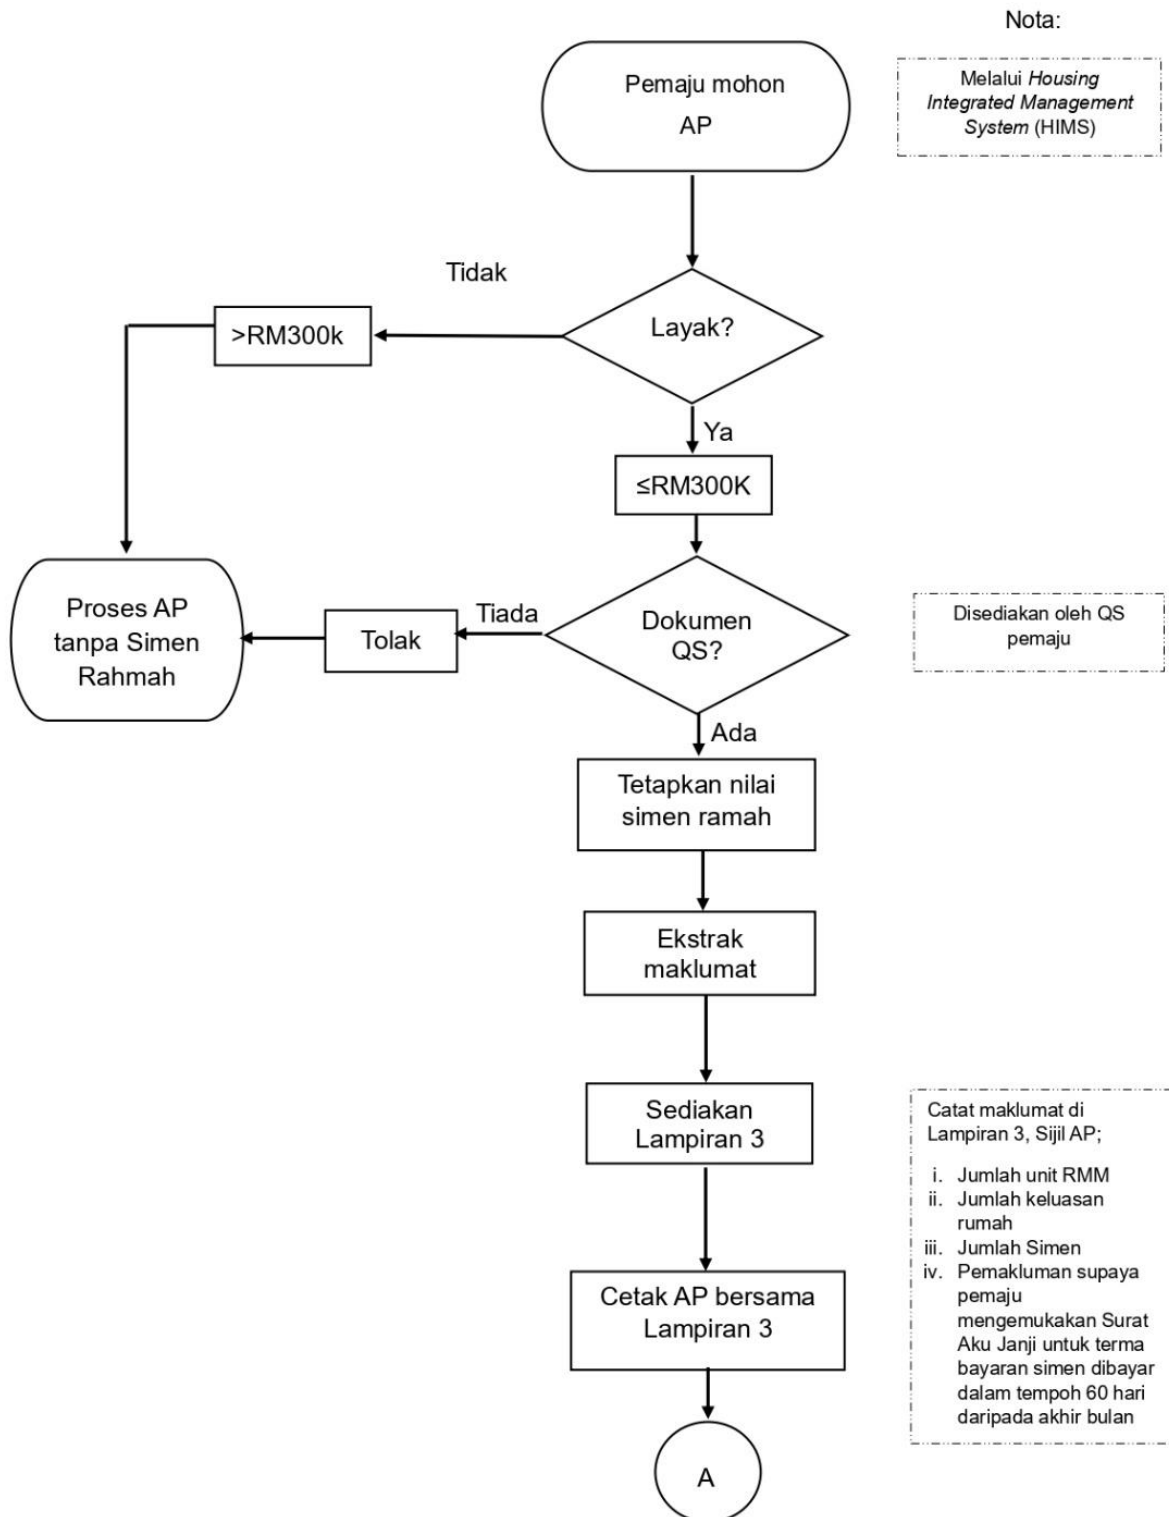 Nota:
Pemaju mohon
AP
Melalui Housing
Integrated Management
System (HIMS)
Tidak
>RM300k
Layak?
Ya
≤RM300K
Proses AP
tanpa Simen
Rahmah
Tolak
Tiada
Dokumen
QS?
Disediakan oleh QS
pemaju
Ada
Tetapkan nilai
simen ramah
Ekstrak
maklumat
Sediakan
Lampiran 3
Catat maklumat di
Lampiran 3, Sijil AP;
i. Jumlah unit RMM
ii. Jumlah keluasan
rumah
iii. Jumlah Simen
iv. Pemakluman supaya
pemaju
mengemukakan Surat
Aku Janji untuk terma
bayaran simen dibayar
dalam tempoh 60 hari
daripada akhir bulan
Cetak AP bersama
Lampiran 3
A